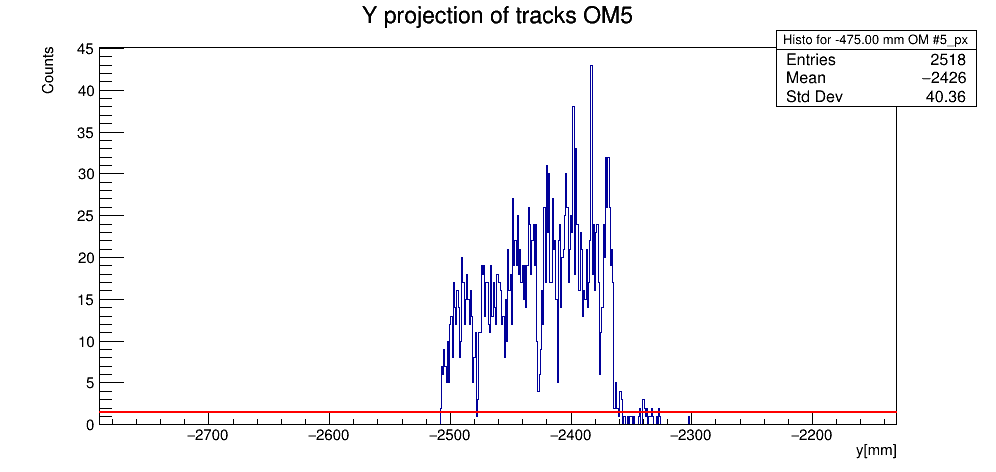 Y projection of tracks OM5
Histo for -475.00 mm OM #5_px
Entries 2518
Mean −2426
Std Dev 40.36
Counts
45
40
35
30
25
20
15
10
5
0
−2700 −2600 −2500 −2400 −2300 −2200
y[mm]